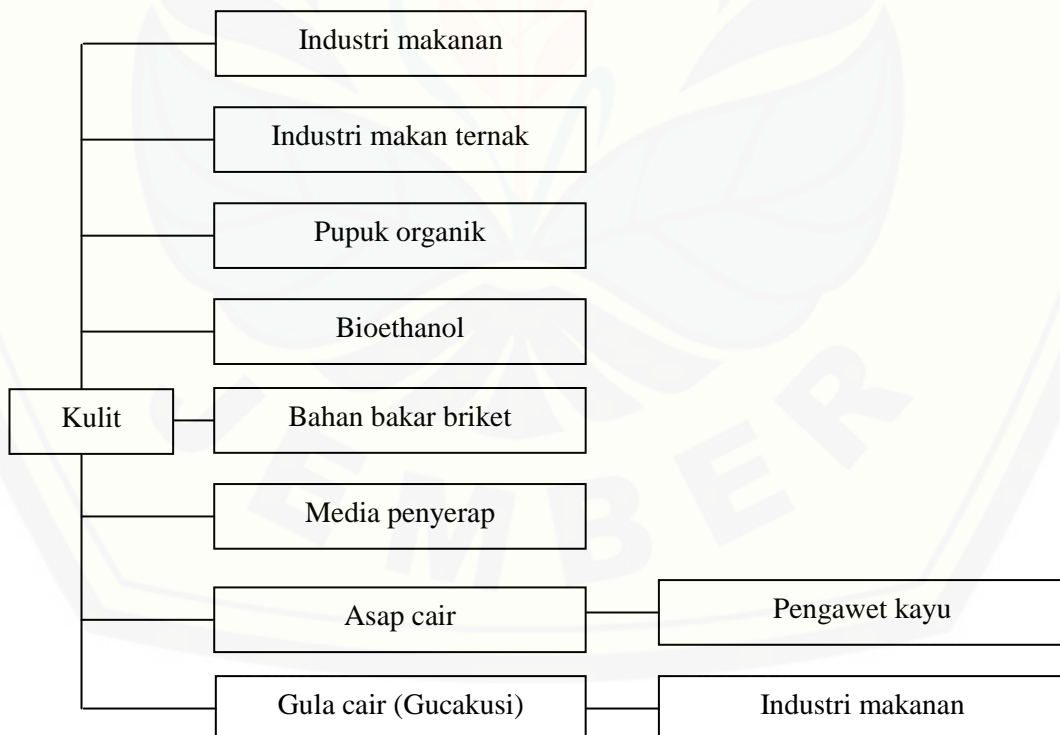 Industri makanan
Industri makan ternak
Pupuk organik
Bioethanol
Kulit
Bahan bakar briket
Media penyerap
Asap cair
Pengawet kayu
Gula cair (Gucakusi)
Industri makanan
JEMBER